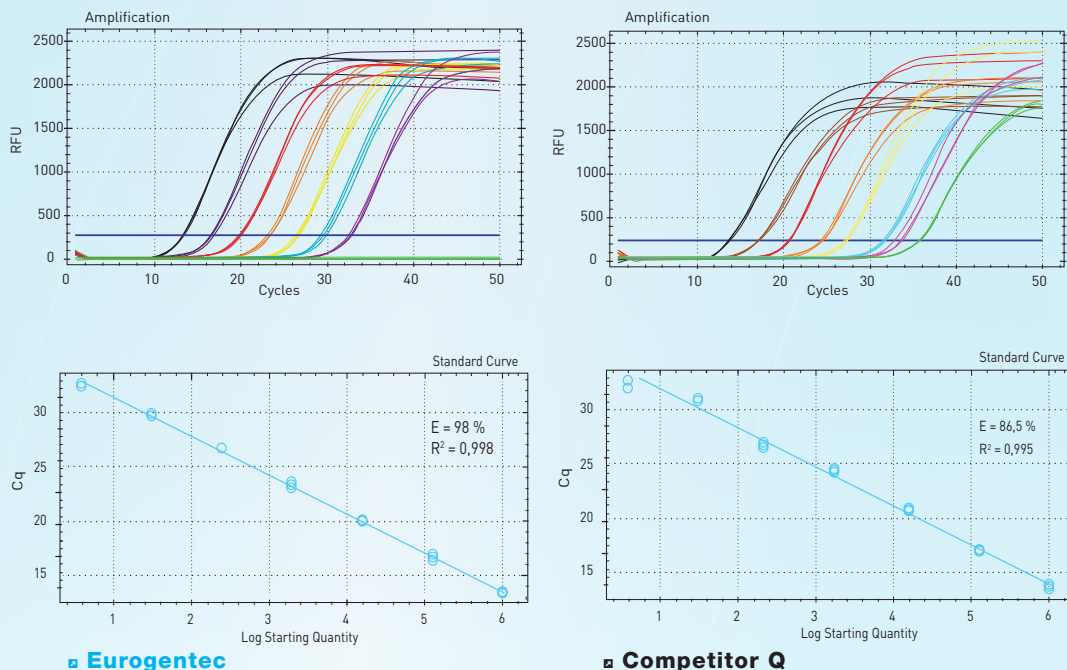 Amplification
2500
2000
1500
1000
500
0
RFU
0 10 20 30 40 50
Cycles
Amplification
2500
2000
1500
1000
500
0
RFU
0 10 20 30 40 50
Cycles
Standard Curve
30
25
20
15
Cq
E = 98 %
R² = 0,998
1 2 3 4 5 6
Log Starting Quantity
Eurogentec
Standard Curve
30
25
20
15
Cq
E = 86,5 %
R² = 0,995
1 2 3 4 5 6
Log Starting Quantity
Competitor Q